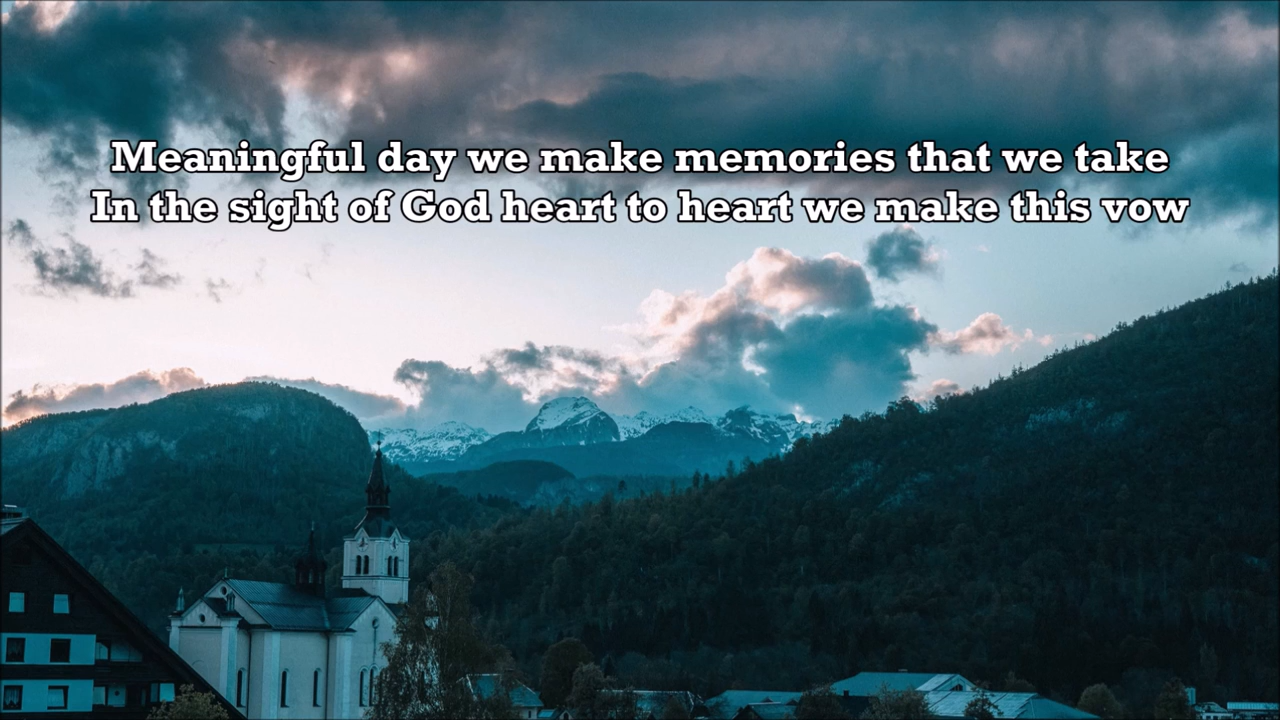 Meaningful day we make memories that we take
In the sight of God heart to heart we make this vow